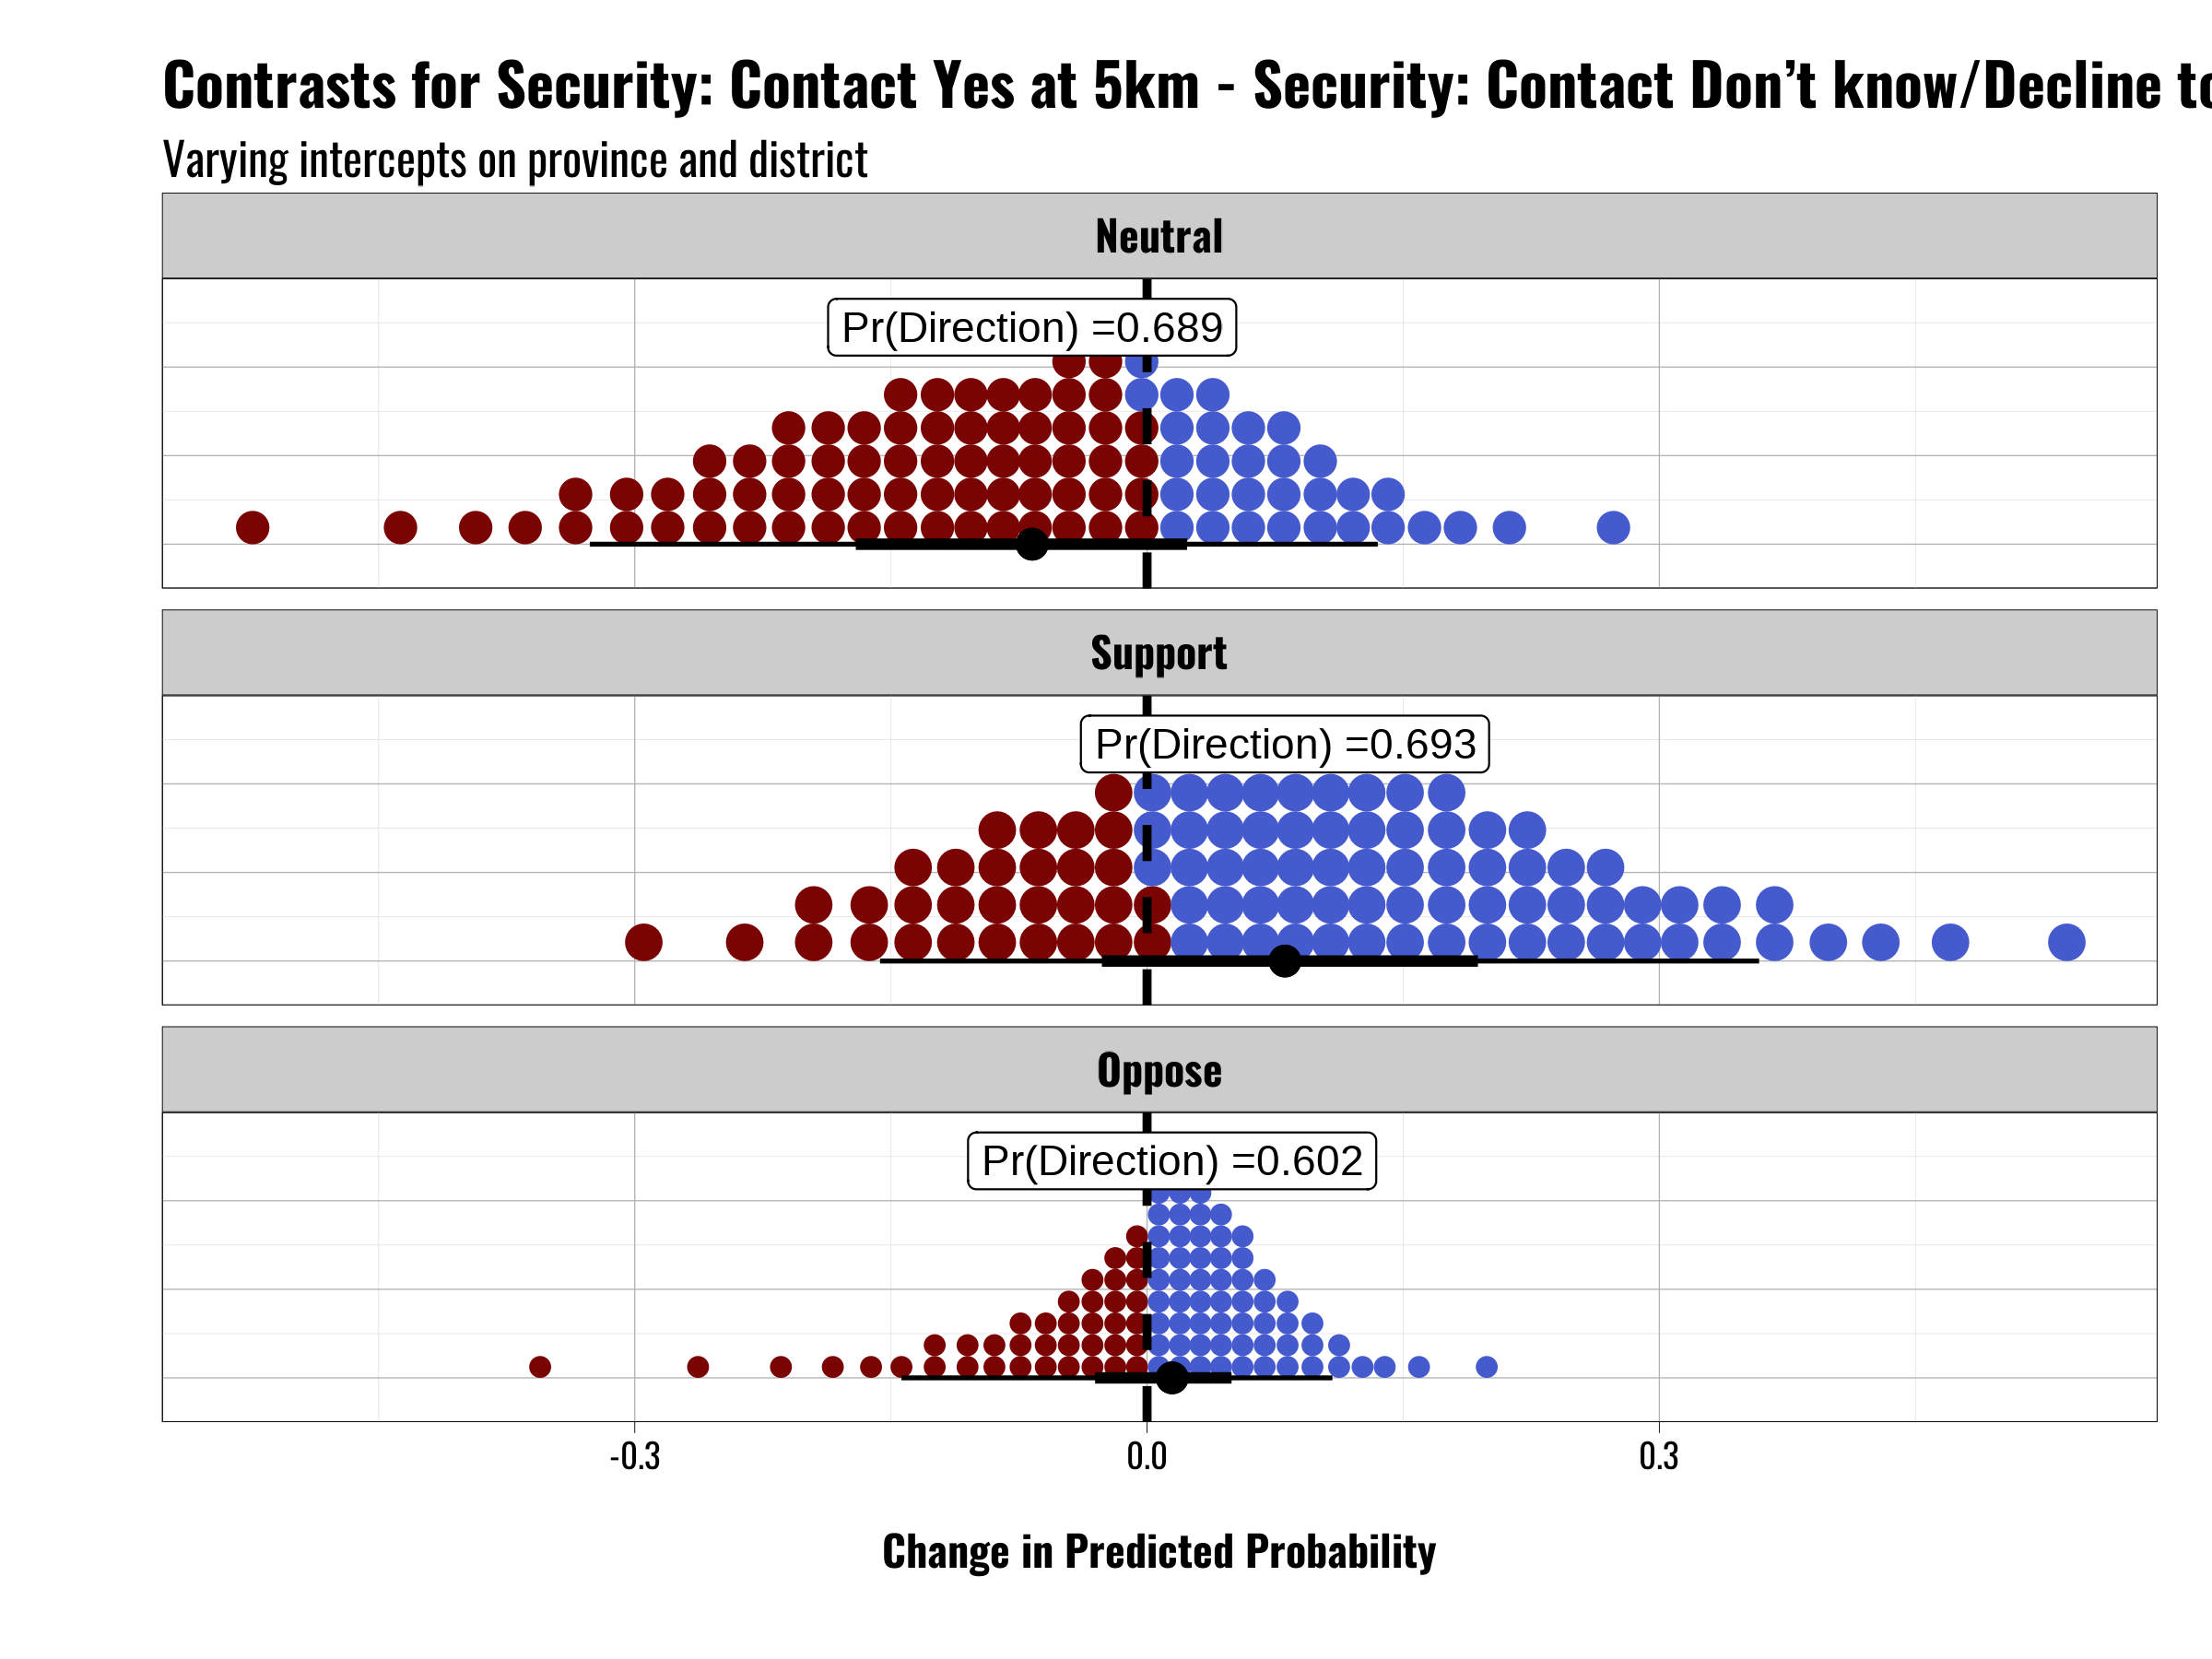 Contrasts for Security: Contact Yes at 5km - Security: Contact Don’t know/Decline to
Varying intercepts on province and district
Neutral
Pr(Direction) =0.689
Support
Pr(Direction) =0.693
Oppose
Pr(Direction) =0.602
-0.3 0.0 0.3
Change in Predicted Probability